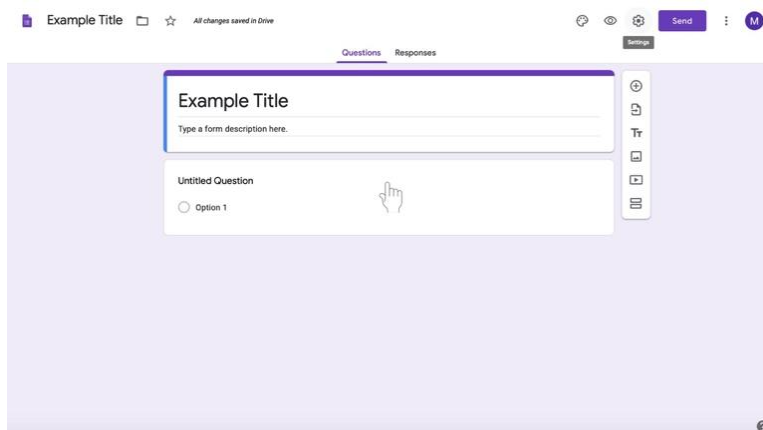 Example Title
All changes saved in Drive
Send
M
Settings
Questions
Responses
Example Title
Type a form description here.
Tт
Untitled Question
Option 1